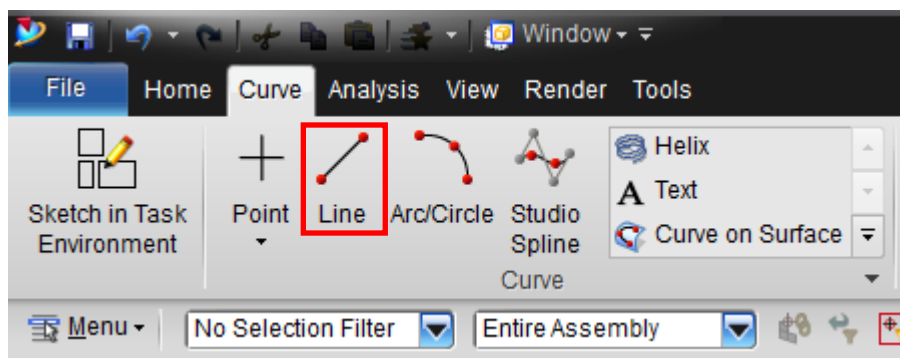 Window
File Home Curve Analysis View Render Tools
Sketch in Task
Environment
Point
Line
Arc/Circle
Studio
Spline
Helix
Text
Curve on Surface
Curve
Menu
No Selection Filter
Entire Assembly